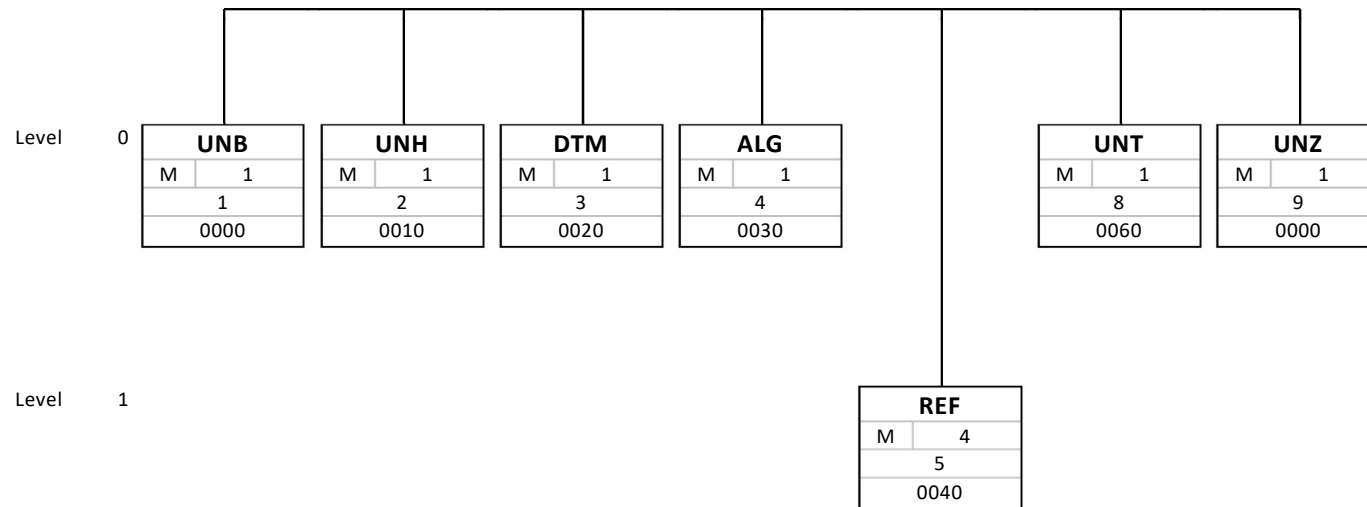 Level 0
UNB UNH DTM ALG UNT UNZ
M 1 M 1 M 1 M 1 M 1 M 1
1 2 3 4 8 9
0000 0010 0020 0030 0060 0000
Level 1
REF
M 4
5
0040